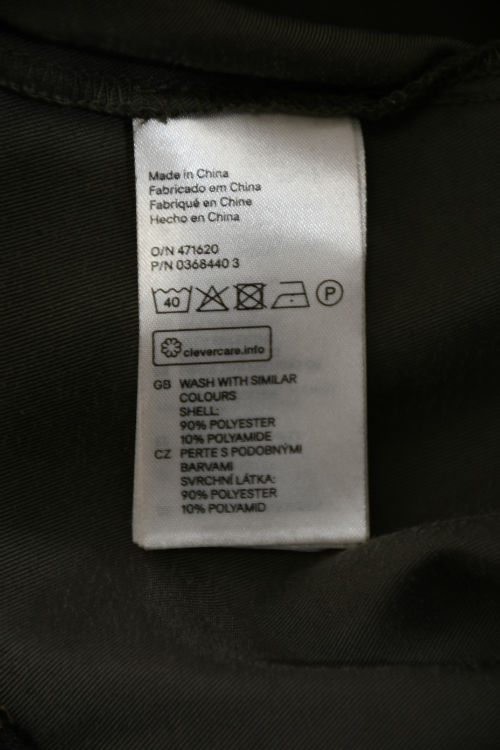 Made in China
Fabricado em China
Fabriqué en Chine
Hecho en China
O/N 471620
P/N 0368440 3
40 P
clevercare.info
GB WASH WITH SIMILAR
COLOURS
SHELL:
90% POLYESTER
10% POLYAMIDE
CZ PERTE S PODOBNÝMI
BARVAMI
SVRCHNÍ LÁTKA:
90% POLYESTER
10% POLYAMID